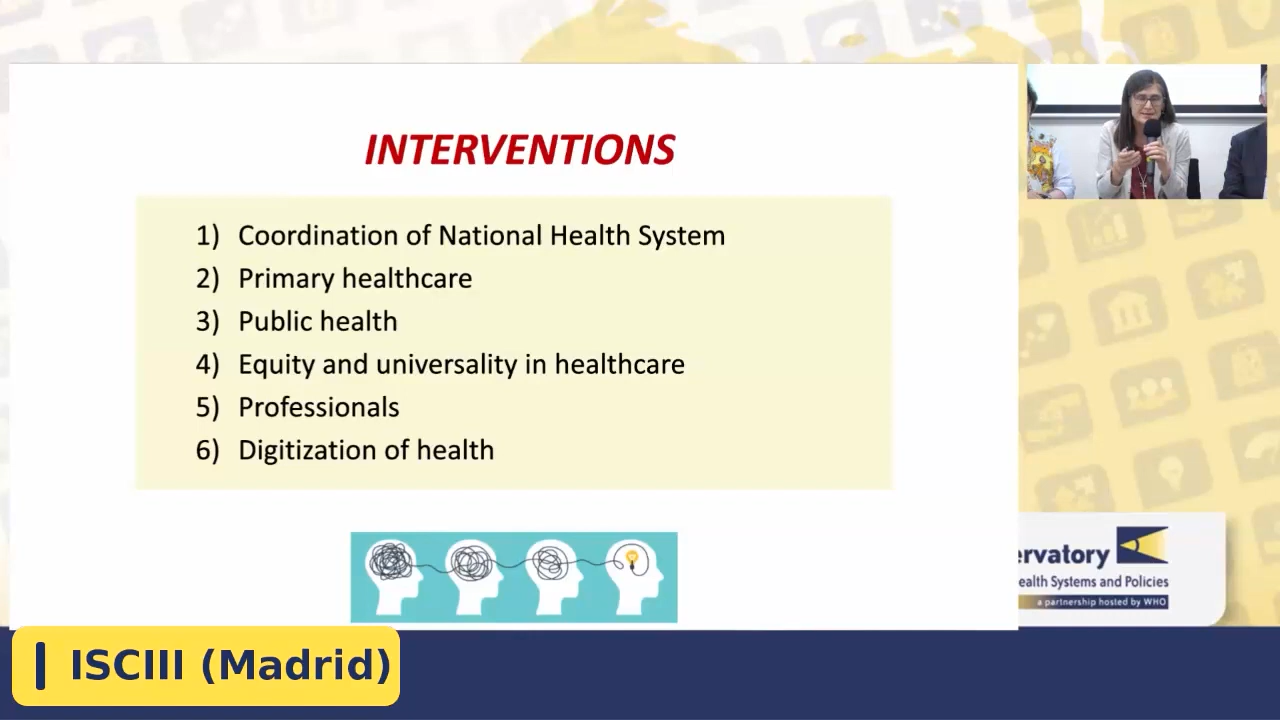 INTERVENTIONS
1) Coordination of National Health System
2) Primary healthcare
3) Public health
4) Equity and universality in healthcare
5) Professionals
6) Digitization of health
ervatory
ealth Systems and Policies
a partnership hosted by WHO
ISCIII (Madrid)